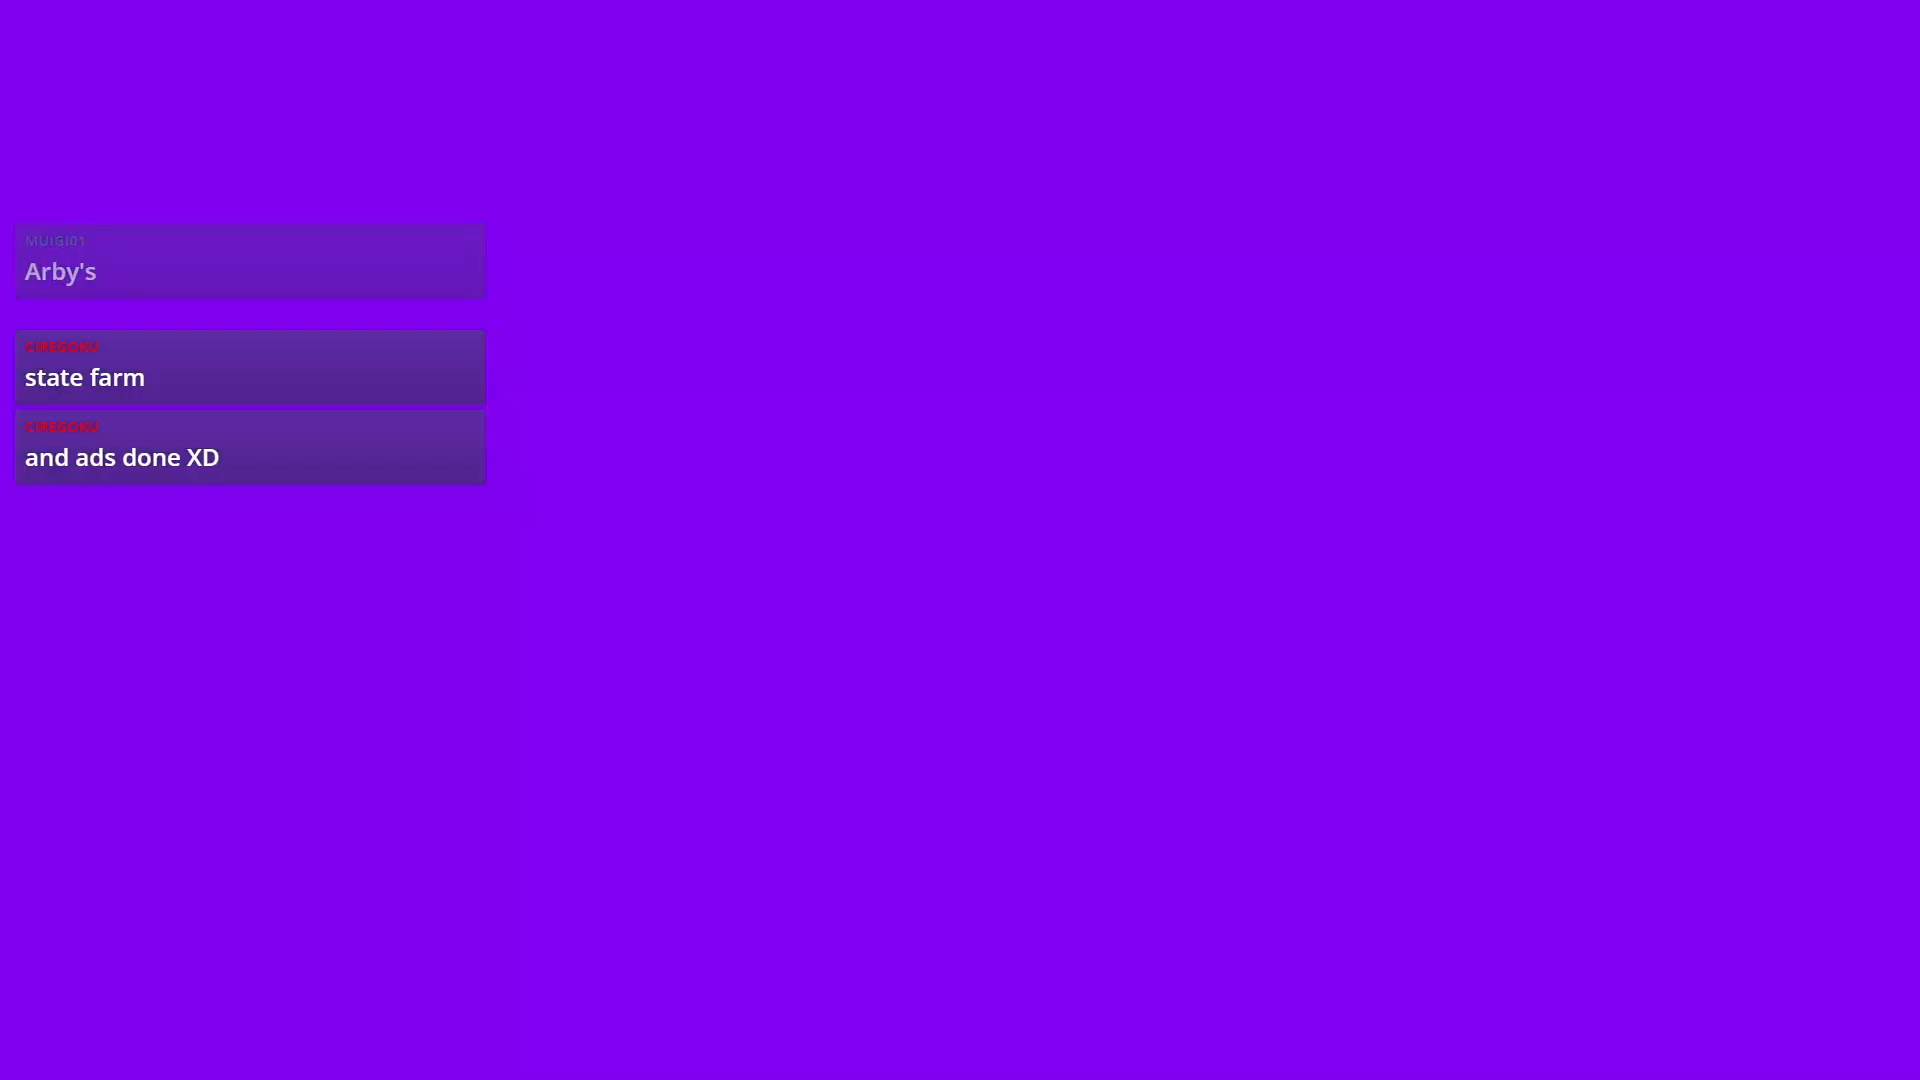 MUIGI01
Arby's
CIREGOKU
state farm
CIREGOKU
and ads done XD